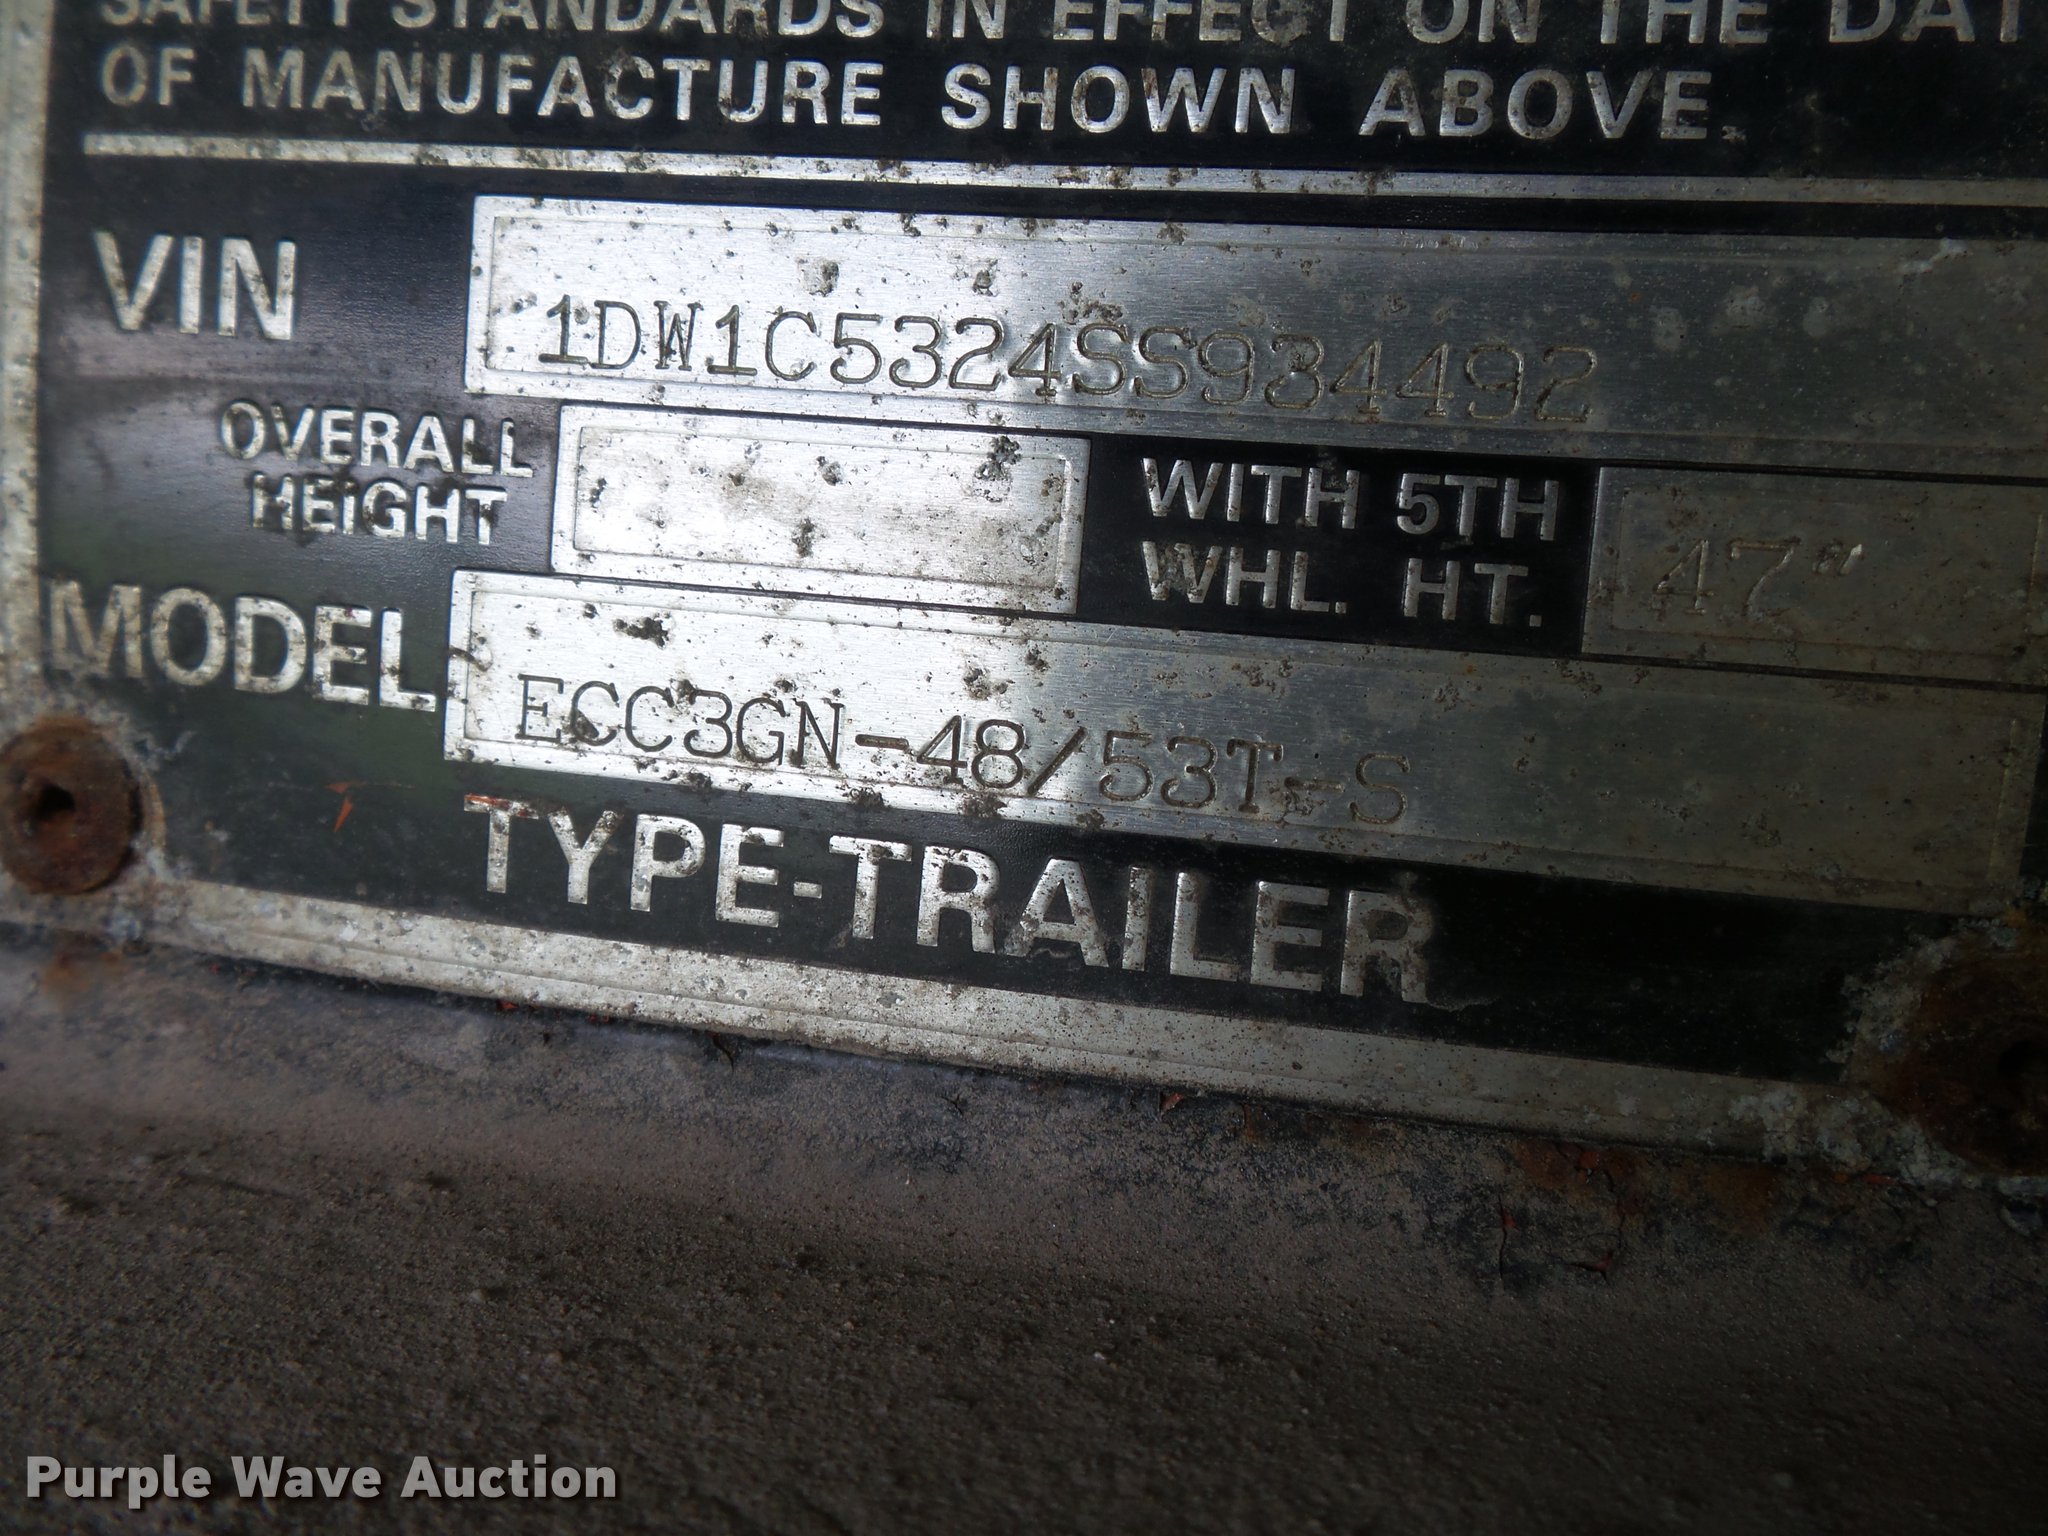 SAFETY STANDARDS IN EFFECT ON THE DAT
OF MANUFACTURE SHOWN ABOVE.
VIN 1DW1C5324SS934492
OVERALL HEIGHT
WITH 5TH WHL. HT. 47"
MODEL ECC3GN-48/53T-S
TYPE-TRAILER
Purple Wave Auction